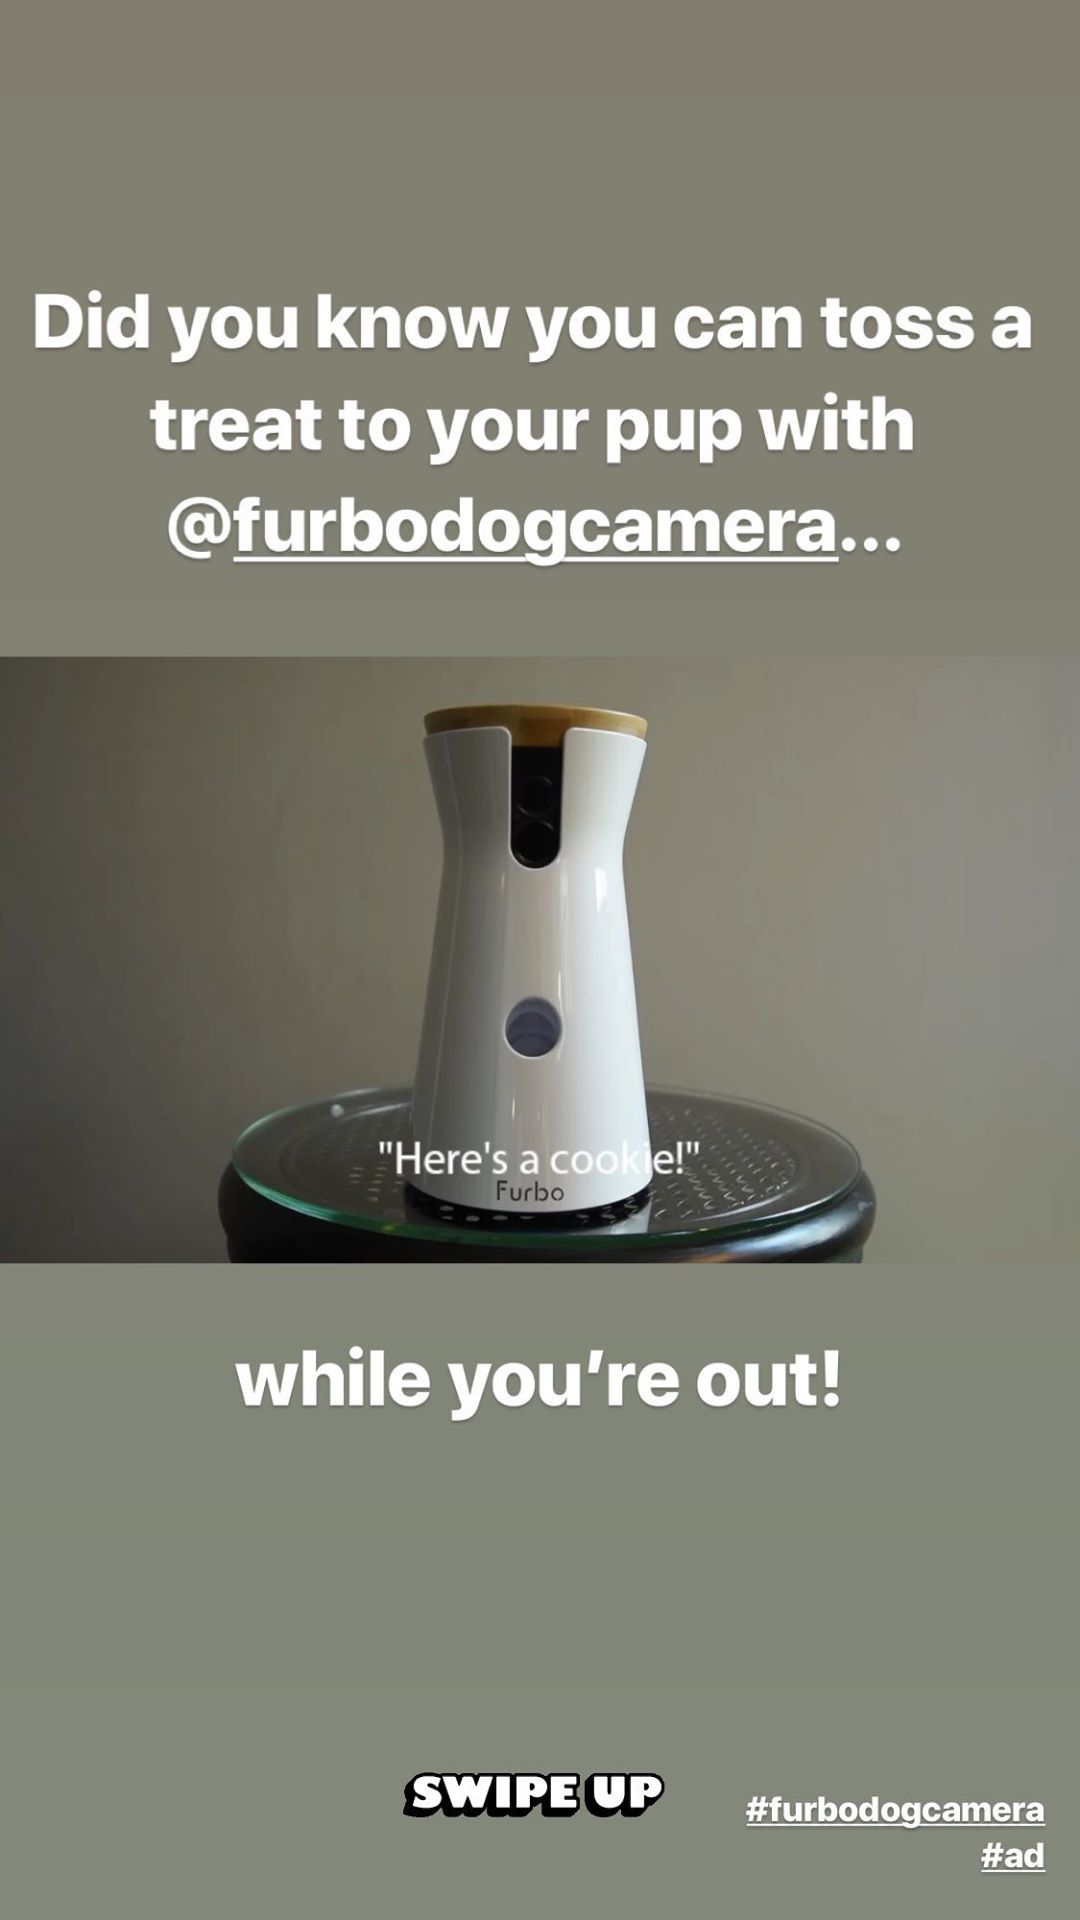 Did you know you can toss a
treat to your pup with
@furbodogcamera...
"Here's a cookie!"
Furbo
while you’re out!
SWIPE UP
#furbodogcamera
#ad